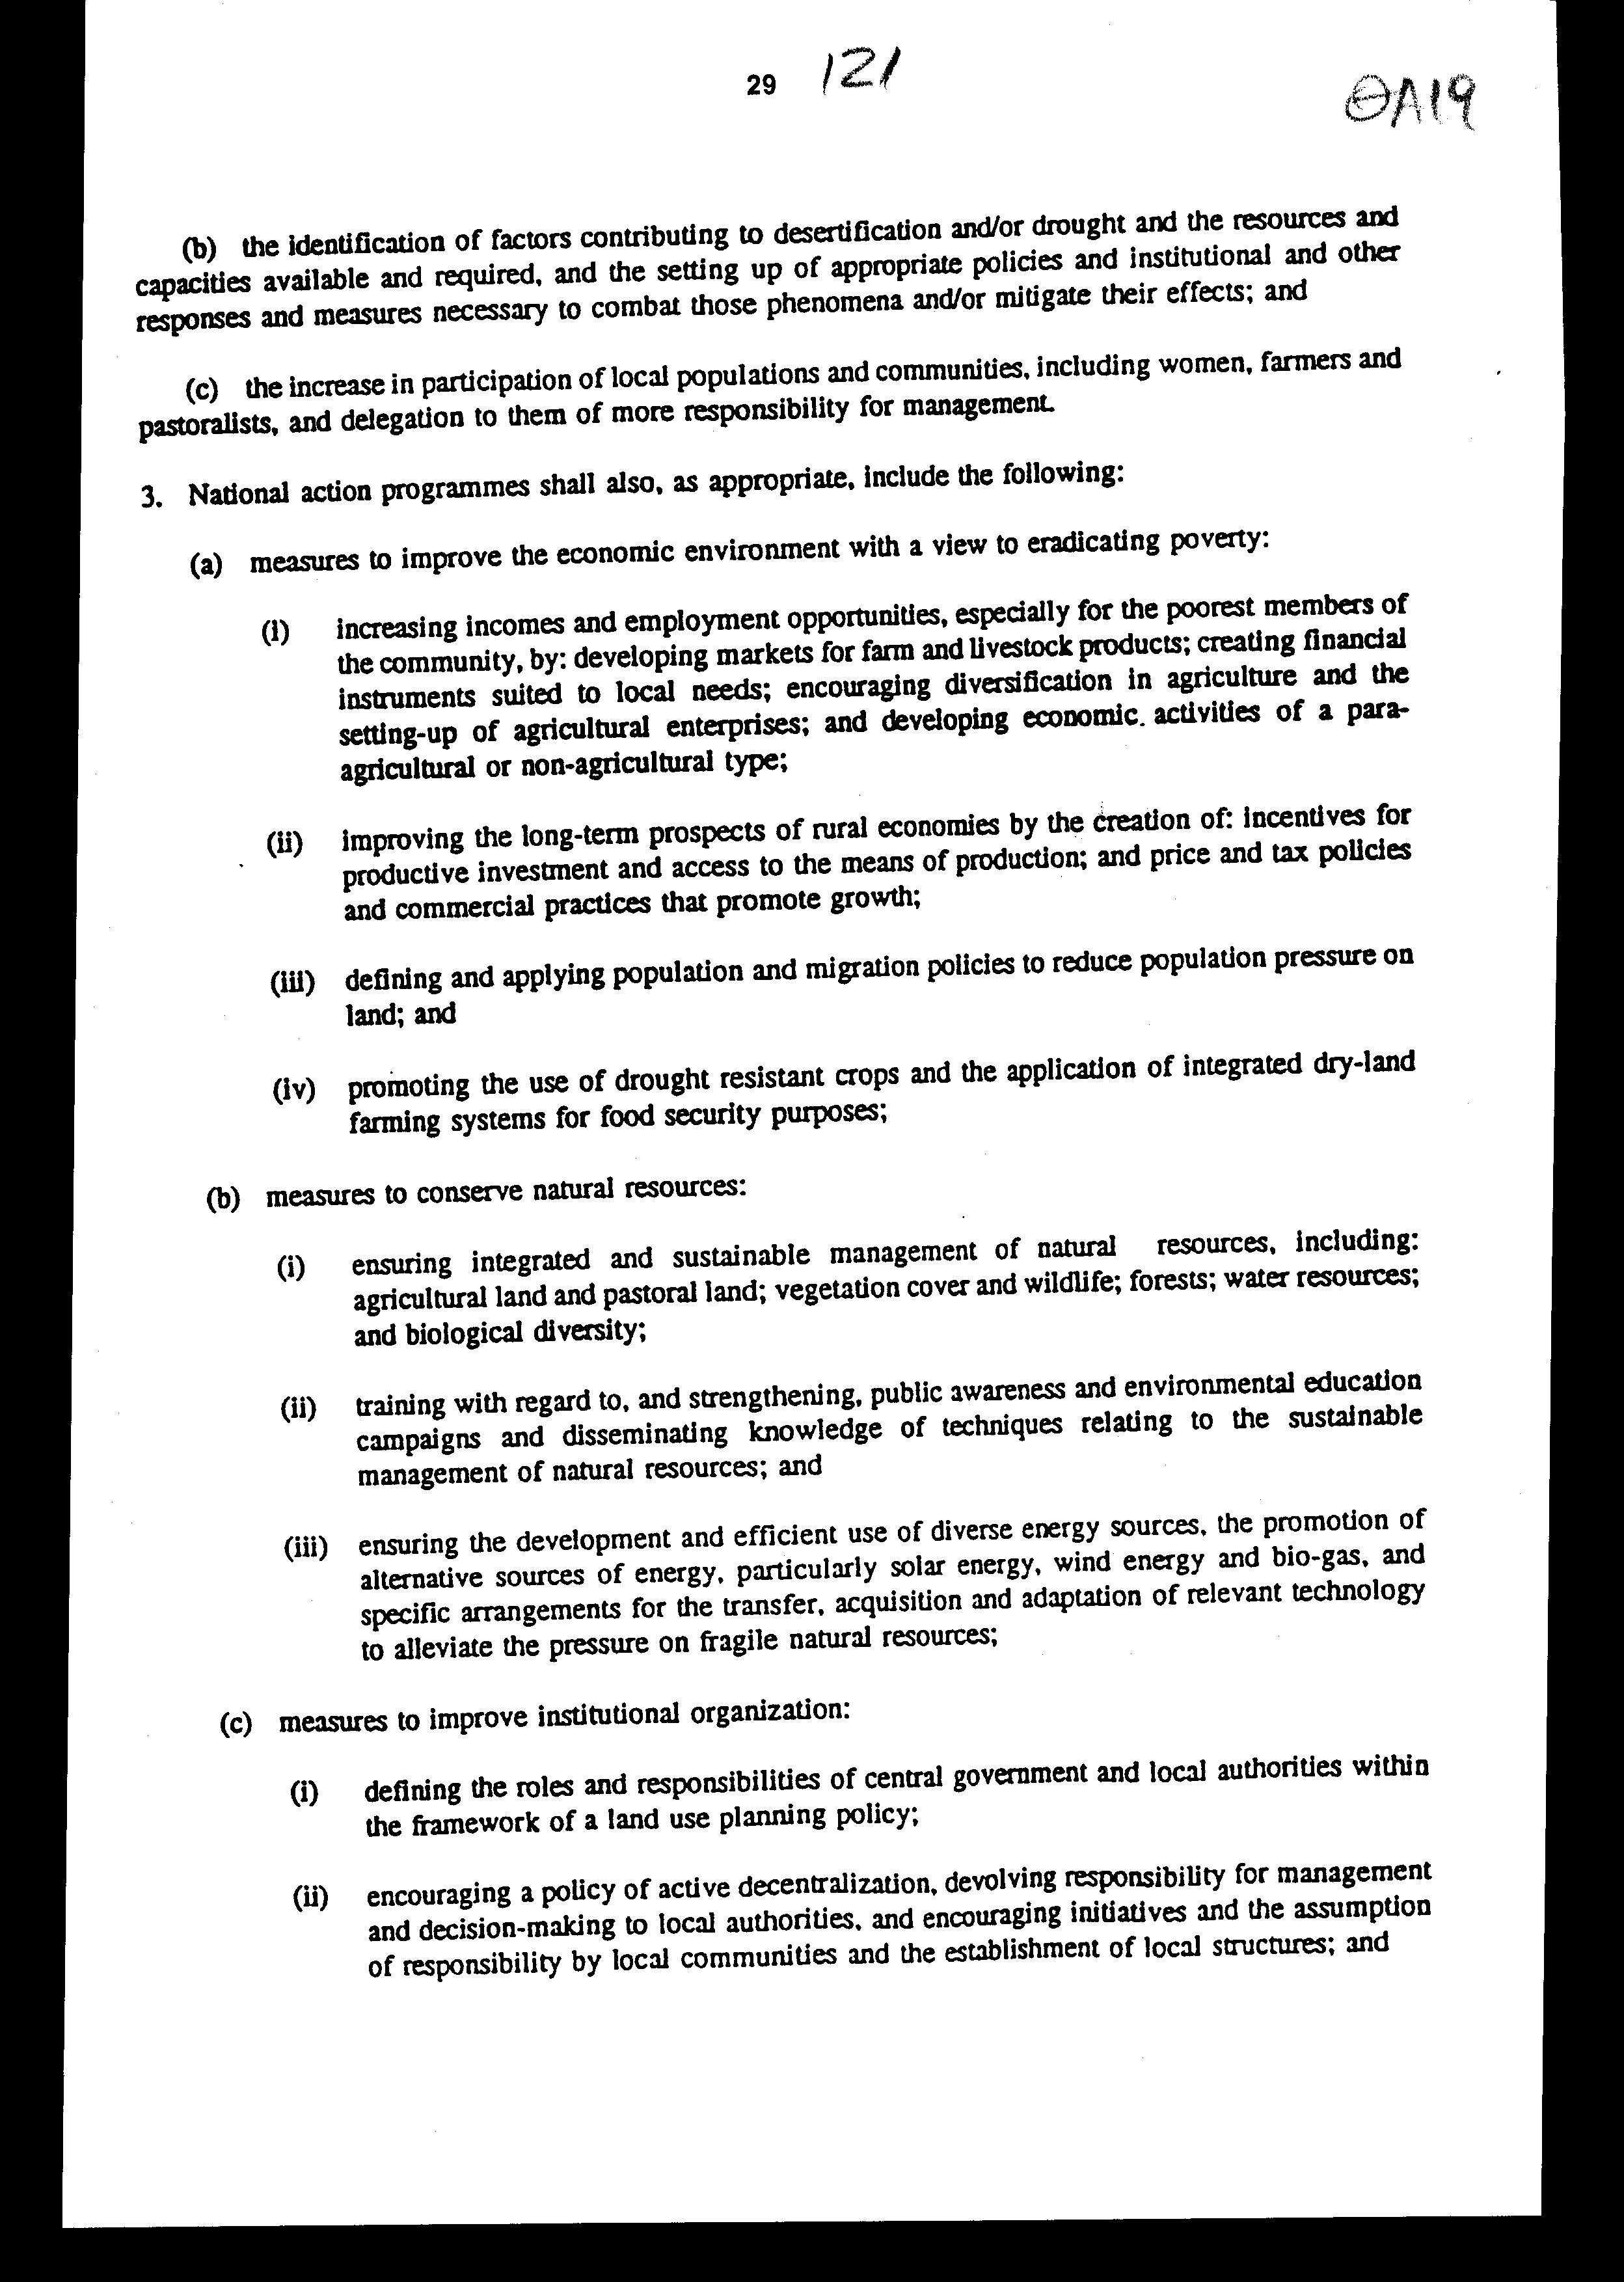 29 121
ΘΛ19
(b) the identification of factors contributing to desertification and/or drought and the resources and
capacities available and required, and the setting up of appropriate policies and institutional and other
responses and measures necessary to combat those phenomena and/or mitigate their effects; and
(c) the increase in participation of local populations and communities, including women, farmers and
pastoralists, and delegation to them of more responsibility for management.
3. National action programmes shall also, as appropriate, include the following:
(a) measures to improve the economic environment with a view to eradicating poverty:
(i) increasing incomes and employment opportunities, especially for the poorest members of
the community, by: developing markets for farm and livestock products; creating financial
instruments suited to local needs; encouraging diversification in agriculture and the
setting-up of agricultural enterprises; and developing economic. activities of a para-
agricultural or non-agricultural type;
(ii) improving the long-term prospects of rural economies by the creation of: incentives for
productive investment and access to the means of production; and price and tax policies
and commercial practices that promote growth;
(iii) defining and applying population and migration policies to reduce population pressure on
land; and
(iv) promoting the use of drought resistant crops and the application of integrated dry-land
farming systems for food security purposes;
(b) measures to conserve natural resources:
(i) ensuring integrated and sustainable management of natural resources, including:
agricultural land and pastoral land; vegetation cover and wildlife; forests; water resources;
and biological diversity;
(ii) training with regard to, and strengthening, public awareness and environmental education
campaigns and disseminating knowledge of techniques relating to the sustainable
management of natural resources; and
(iii) ensuring the development and efficient use of diverse energy sources, the promotion of
alternative sources of energy, particularly solar energy, wind energy and bio-gas, and
specific arrangements for the transfer, acquisition and adaptation of relevant technology
to alleviate the pressure on fragile natural resources;
(c) measures to improve institutional organization:
(i) defining the roles and responsibilities of central government and local authorities within
the framework of a land use planning policy;
(ii) encouraging a policy of active decentralization, devolving responsibility for management
and decision-making to local authorities, and encouraging initiatives and the assumption
of responsibility by local communities and the establishment of local structures; and